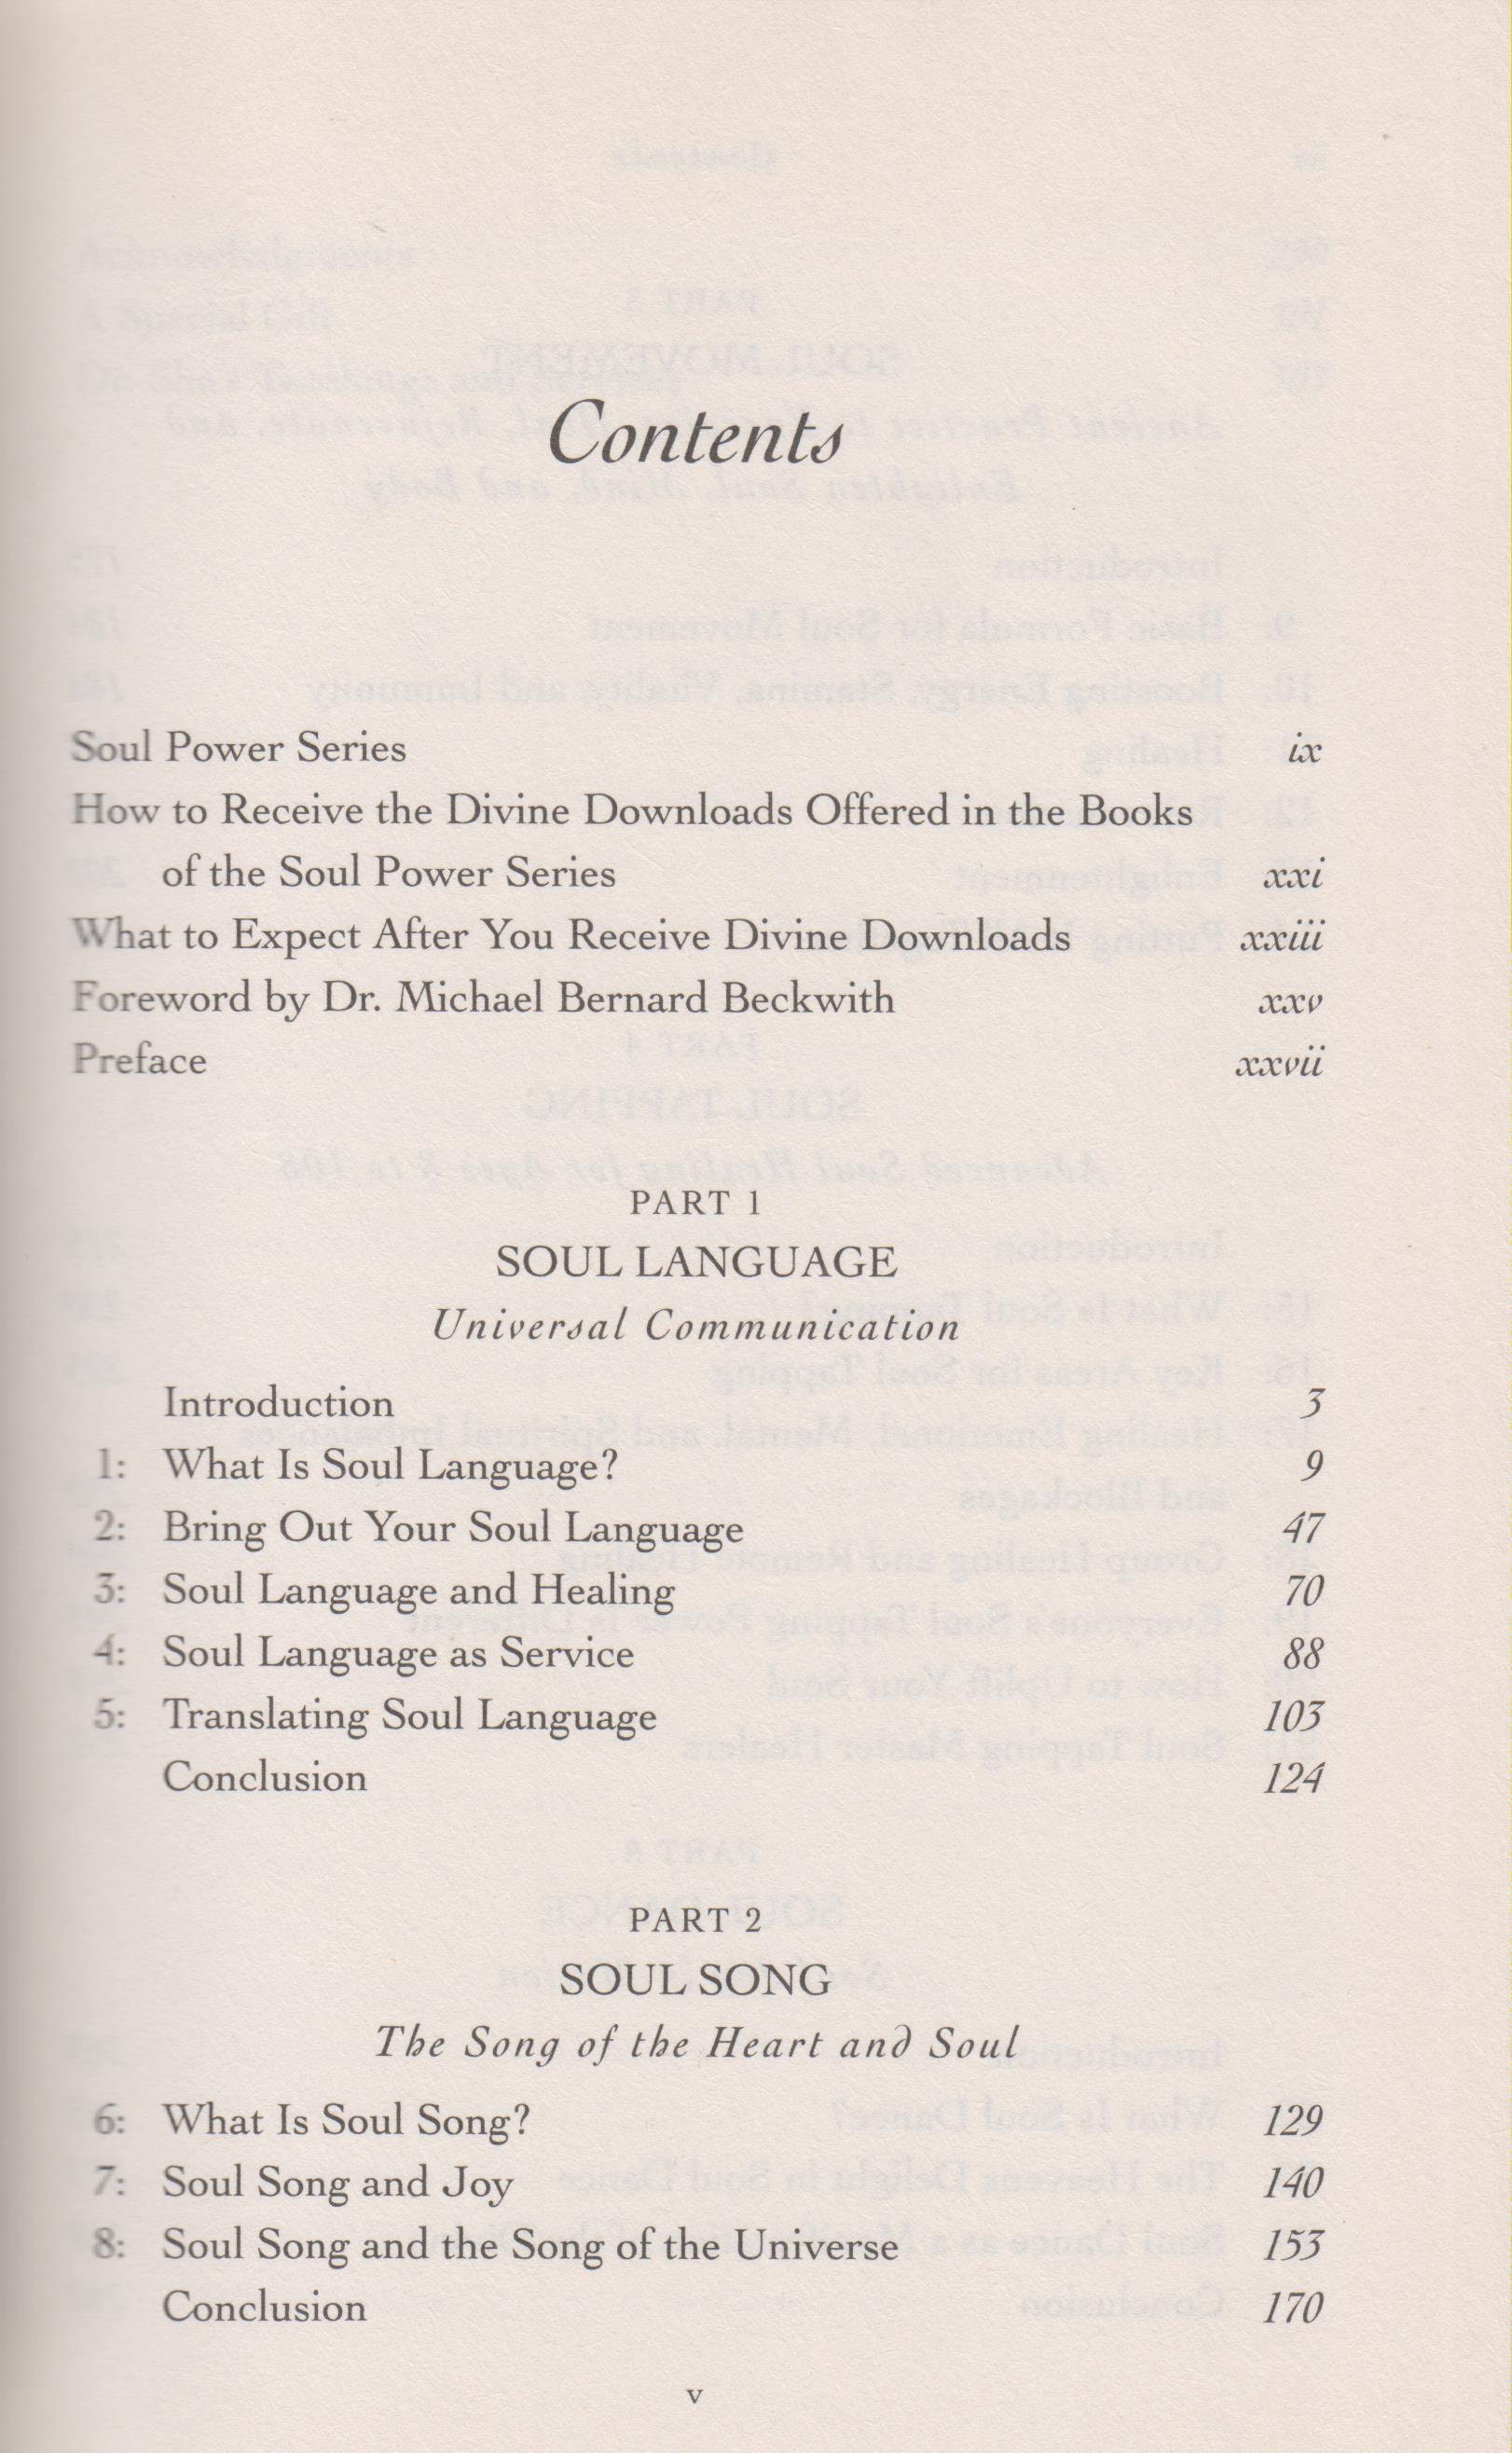 Contents
Soul Power Series ix
How to Receive the Divine Downloads Offered in the Books
of the Soul Power Series xxi
What to Expect After You Receive Divine Downloads xxiii
Foreword by Dr. Michael Bernard Beckwith xxv
Preface xxvii
PART 1
SOUL LANGUAGE
Universal Communication
Introduction 3
1: What Is Soul Language? 9
2: Bring Out Your Soul Language 47
3: Soul Language and Healing 70
4: Soul Language as Service 88
5: Translating Soul Language 103
Conclusion 124
PART 2
SOUL SONG
The Song of the Heart and Soul
6: What Is Soul Song? 129
7: Soul Song and Joy 140
8: Soul Song and the Song of the Universe 153
Conclusion 170
v